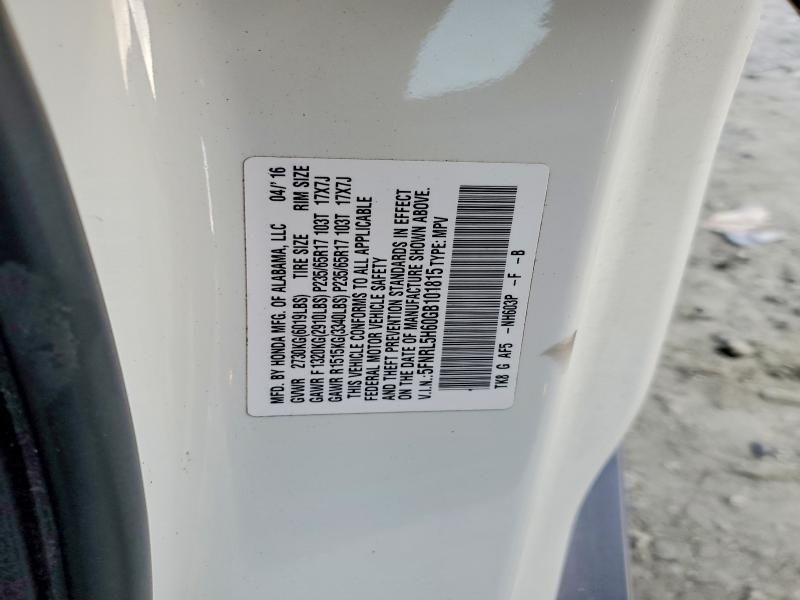 MFD. BY HONDA MFG. OF ALABAMA, LLC 04/' 16
GVWR 2730KG(6019LBS) TIRE SIZE RIM SIZE
GAWR F 1320KG(2910LBS) P235/65R17 103T 17X7J
GAWR R 1515KG(3340LBS) P235/65R17 103T 17X7J
THIS VEHICLE CONFORMS TO ALL APPLICABLE
FEDERAL MOTOR VEHICLE SAFETY
AND THEFT PREVENTION STANDARDS IN EFFECT
ON THE DATE OF MANUFACTURE SHOWN ABOVE.
V.I.N.:5FNRL5H60GB101815 TYPE: MPV
TK8 G AF5 -NH603P -F -B